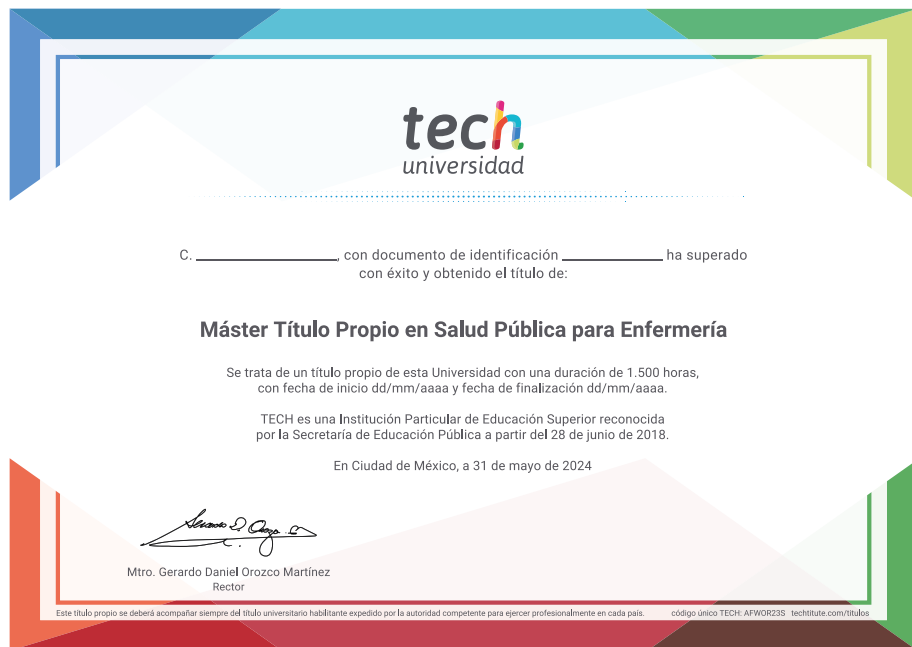 tech
universidad
C. , con documento de identificación ha superado
con éxito y obtenido el título de:
Máster Título Propio en Salud Pública para Enfermería
Se trata de un título propio de esta Universidad con una duración de 1.500 horas,
con fecha de inicio dd/mm/aaaa y fecha de finalización dd/mm/aaaa.
TECH es una Institución Particular de Educación Superior reconocida
por la Secretaría de Educación Pública a partir del 28 de junio de 2018.
En Ciudad de México, a 31 de mayo de 2024
Mtro. Gerardo Daniel Orozco Martínez
Rector
Este título propio se deberá acompañar siempre del título universitario habilitante expedido por la autoridad competente para ejercer profesionalmente en cada país. código único TECH: AFWOR23S techtitute.com/titulos